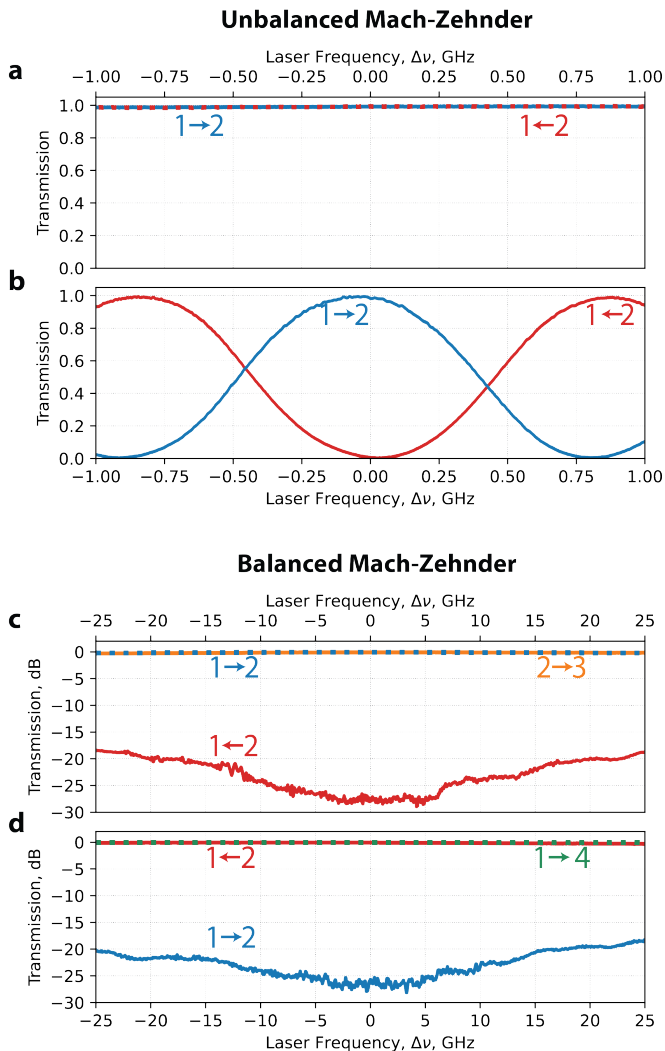 Unbalanced Mach-Zehnder
a
Laser Frequency, Δν, GHz
−1.00 −0.75 −0.50 −0.25 0.00 0.25 0.50 0.75 1.00
Transmission
1.0
0.8
0.6
0.4
0.2
0.0
1→2
1←2
b
Transmission
1.0
0.8
0.6
0.4
0.2
0.0
1→2
1←2
−1.00 −0.75 −0.50 −0.25 0.00 0.25 0.50 0.75 1.00
Laser Frequency, Δν, GHz
Balanced Mach-Zehnder
c
Laser Frequency, Δν, GHz
−25 −20 −15 −10 −5 0 5 10 15 20 25
Transmission, dB
0
−5
−10
−15
−20
−25
−30
1→2
2→3
1←2
d
Transmission, dB
0
−5
−10
−15
−20
−25
−30
1←2
1→4
1→2
−25 −20 −15 −10 −5 0 5 10 15 20 25
Laser Frequency, Δν, GHz